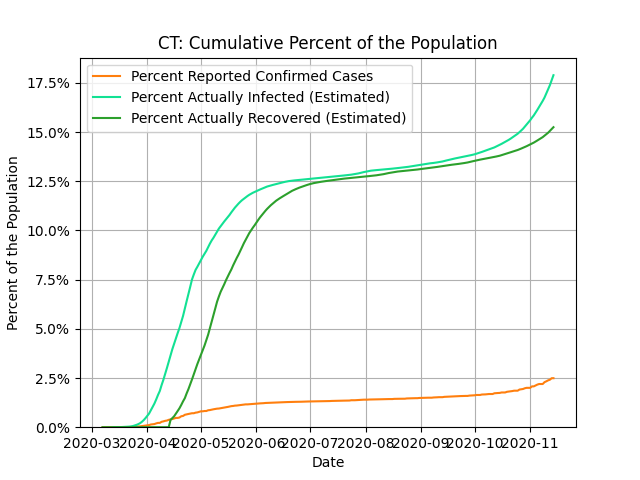 CT: Cumulative Percent of the Population
Percent Reported Confirmed Cases
Percent Actually Infected (Estimated)
Percent Actually Recovered (Estimated)
Percent of the Population
17.5%
15.0%
12.5%
10.0%
7.5%
5.0%
2.5%
0.0%
2020-03 2020-04 2020-05 2020-06 2020-07 2020-08 2020-09 2020-10 2020-11
Date